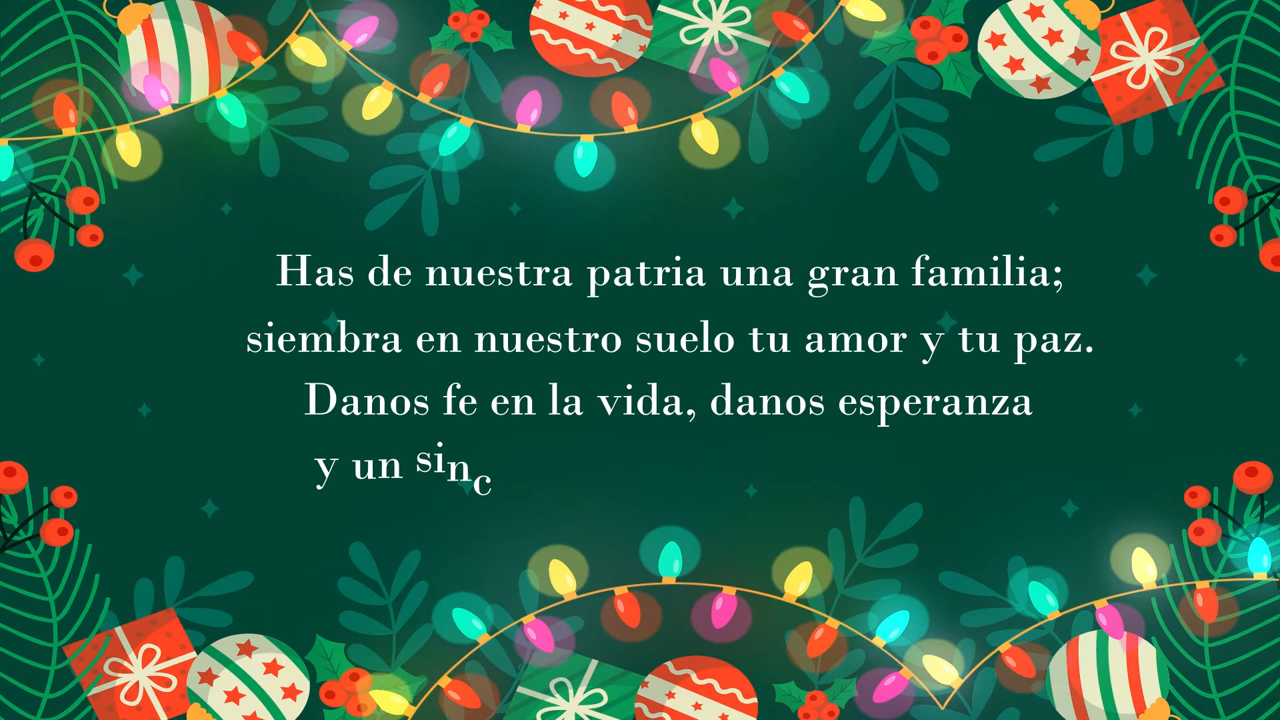 Has de nuestra patria una gran familia;
siembra en nuestro suelo tu amor y tu paz.
Danos fe en la vida, danos esperanza
y un sinc